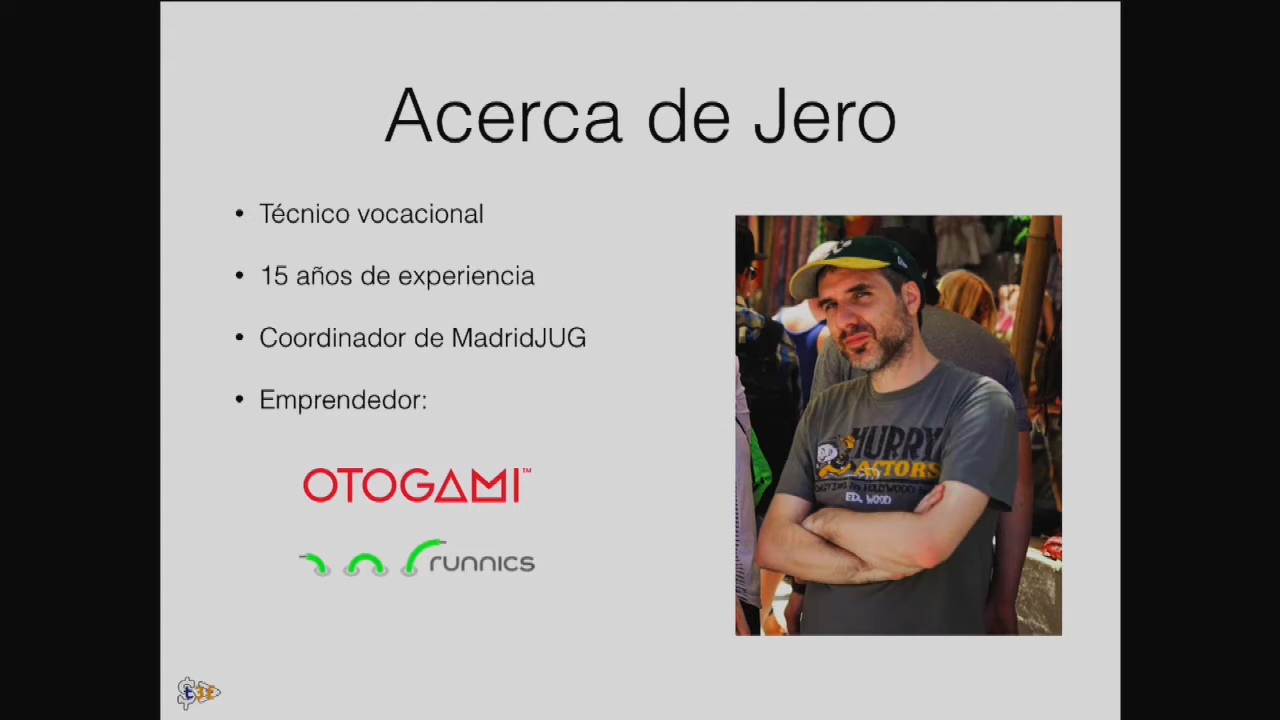 Acerca de Jero
• Técnico vocacional
• 15 años de experiencia
• Coordinador de MadridJUG
• Emprendedor:
OTOGAMI™
runnics
HURRY
ACTORS
ED. WOOD